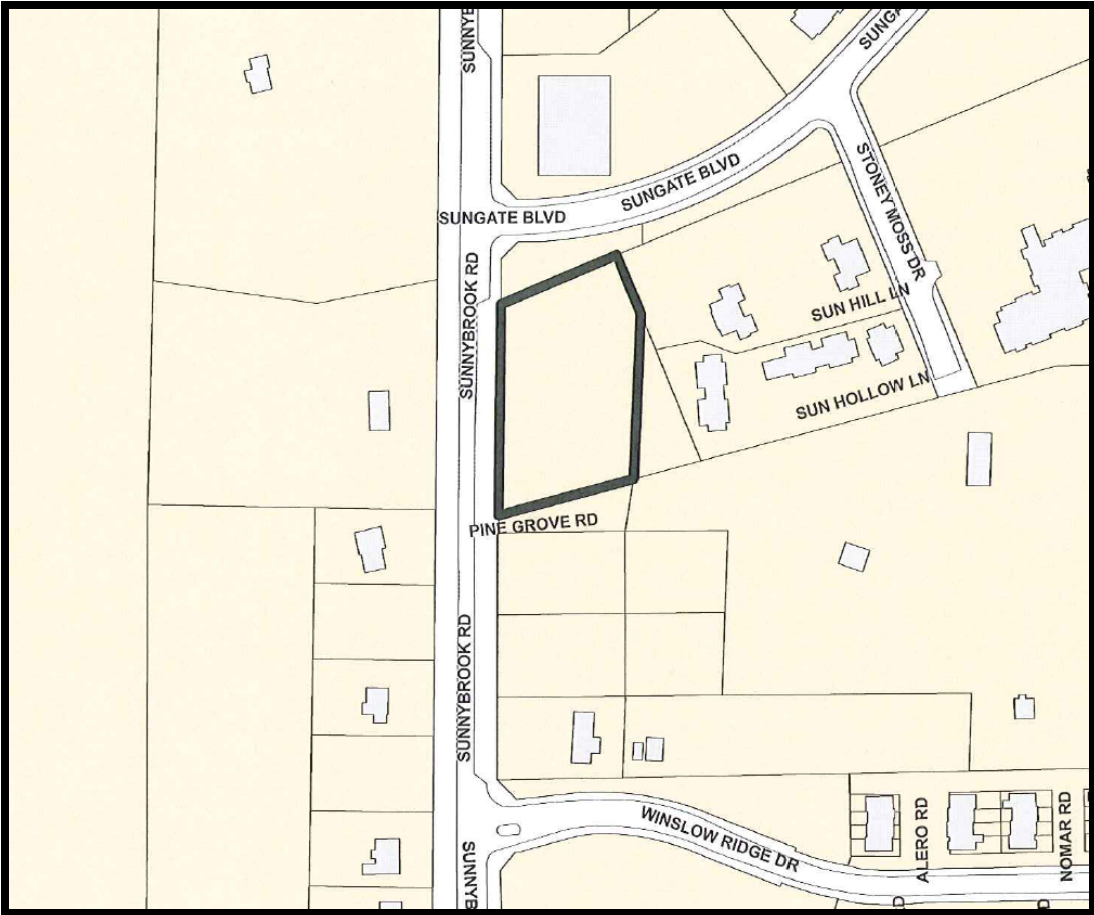 SUNNYB
SUNGA
SUNGATE BLVD
SUNGATE BLVD
STONEY MOSS DR
SUNNYBROOK RD
SUN HILL LN
SUN HOLLOW LN
PINE GROVE RD
SUNNYBROOK RD
WINSLOW RIDGE DR
ALERO RD
NOMAR RD
SUNNYB